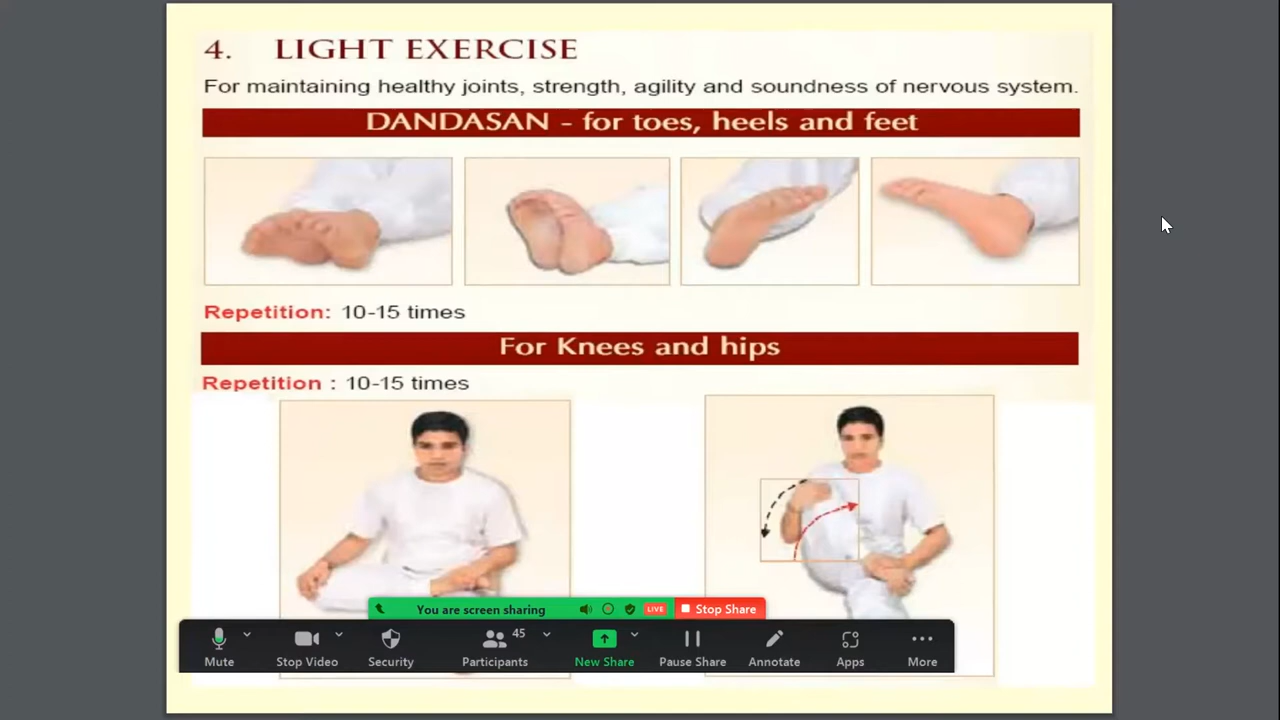 4. LIGHT EXERCISE
For maintaining healthy joints, strength, agility and soundness of nervous system.
DANDASAN - for toes, heels and feet
Repetition: 10-15 times
For Knees and hips
Repetition : 10-15 times
You are screen sharing LIVE Stop Share
Mute Stop Video Security Participants 45 New Share Pause Share Annotate Apps More